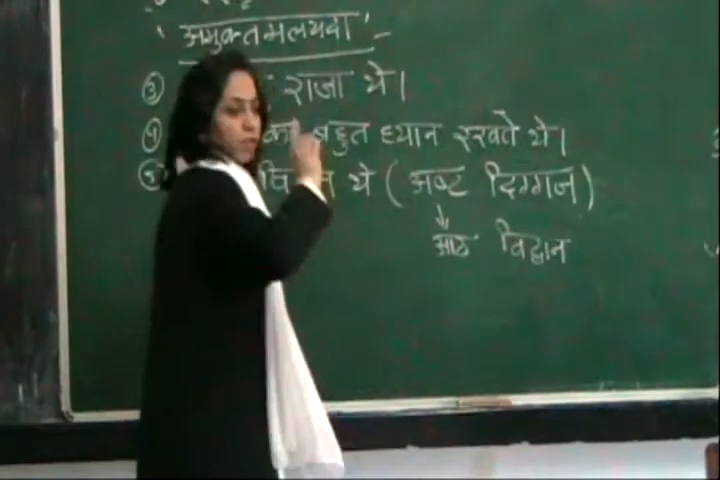 'अमुक्तमलयदा'
③ राजा थे।
④ का बहुत ध्यान रखते थे।
⑤ थे (अष्ट दिग्गज)
↓
आठ विद्वान